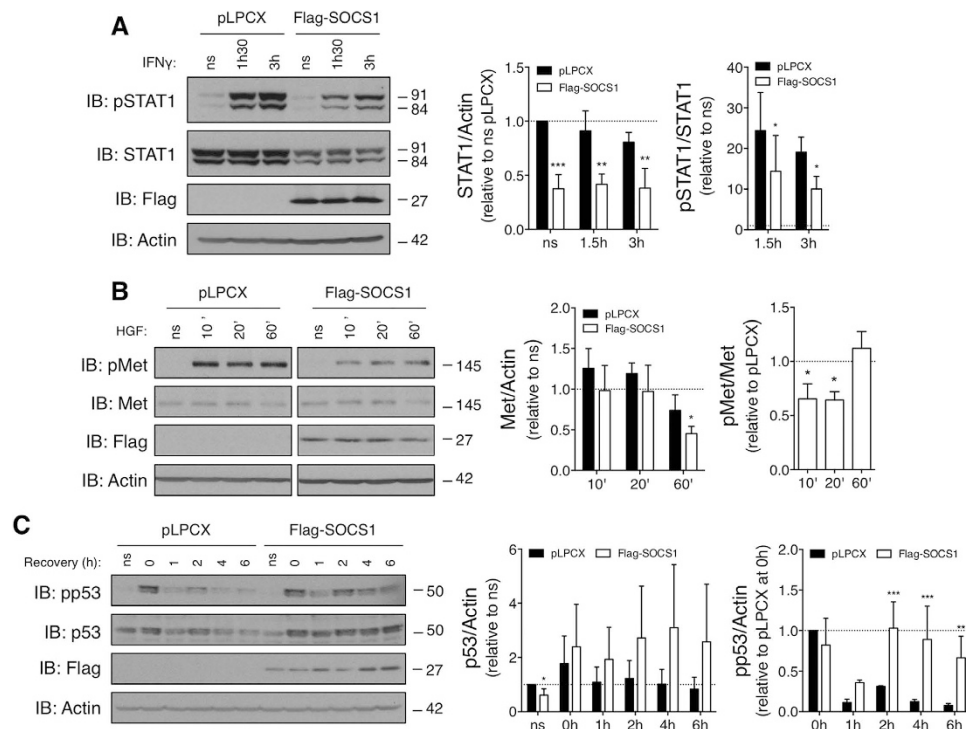 A
pLPCX Flag-SOCS1
IFNγ: ns 1h30 3h ns 1h30 3h
IB: pSTAT1 – 91
– 84
IB: STAT1 – 91
– 84
IB: Flag – 27
IB: Actin – 42
STAT1/Actin
(relative to ns pLPCX)
1.5
1.0
0.5
0.0
pLPCX
Flag-SOCS1
*** ** **
ns 1.5h 3h
pSTAT1/STAT1
(relative to ns)
40
30
20
10
0
pLPCX
Flag-SOCS1
* *
1.5h 3h
B
pLPCX Flag-SOCS1
HGF: ns 10' 20' 60' ns 10' 20' 60'
IB: pMet – 145
IB: Met – 145
IB: Flag – 27
IB: Actin – 42
Met/Actin
(relative to ns)
2.0
1.5
1.0
0.5
0.0
pLPCX
Flag-SOCS1
*
10' 20' 60'
pMet/Met
(relative to pLPCX)
1.5
1.0
0.5
0.0
* *
10' 20' 60'
C
pLPCX Flag-SOCS1
Recovery (h): ns 0 1 2 4 6 ns 0 1 2 4 6
IB: pp53 – 50
IB: p53 – 50
IB: Flag – 27
IB: Actin – 42
p53/Actin
(relative to ns)
6
4
2
1
0
pLPCX
Flag-SOCS1
*
ns 0h 1h 2h 4h 6h
pp53/Actin
(relative to pLPCX at 0h)
1.5
1.0
0.5
0.0
pLPCX
Flag-SOCS1
*** *** **
0h 1h 2h 4h 6h